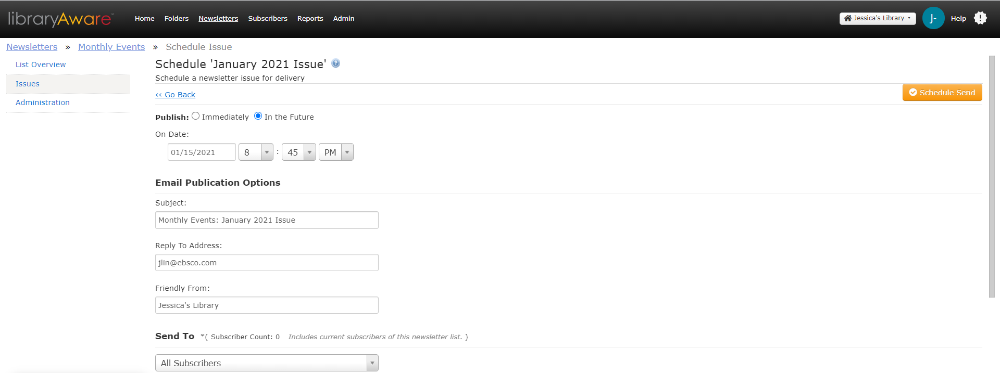 libraryAware™ Home Folders Newsletters Subscribers Reports Admin Jessica's Library J- Help
Newsletters » Monthly Events » Schedule Issue
List Overview
Issues
Administration
Schedule 'January 2021 Issue' ?
Schedule a newsletter issue for delivery
<< Go Back Schedule Send
Publish: Immediately In the Future
On Date:
01/15/2021 8 : 45 PM
Email Publication Options
Subject:
Monthly Events: January 2021 Issue
Reply To Address:
jlin@ebsco.com
Friendly From:
Jessica's Library
Send To *( Subscriber Count: 0 Includes current subscribers of this newsletter list. )
All Subscribers